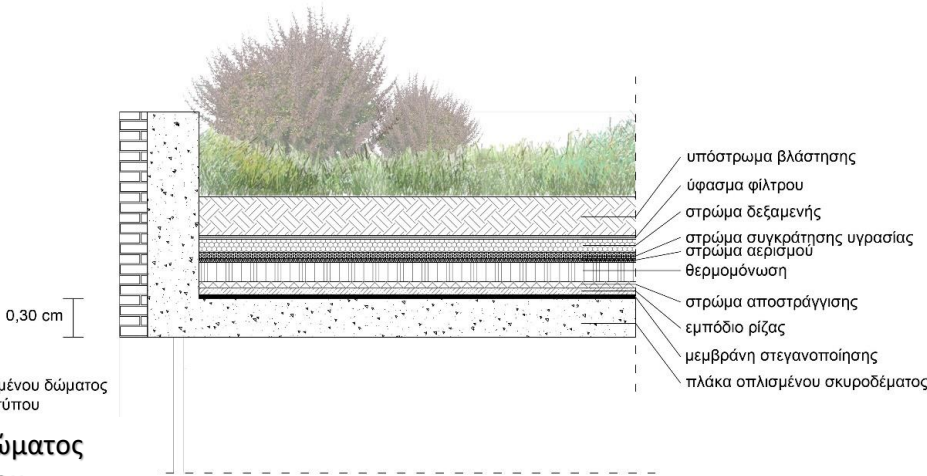 υπόστρωμα βλάστησης
ύφασμα φίλτρου
στρώμα δεξαμενής
στρώμα συγκράτησης υγρασίας
στρώμα αερισμού
θερμομόνωση
στρώμα αποστράγγισης
εμπόδιο ρίζας
μεμβράνη στεγανοποίησης
πλάκα οπλισμένου σκυροδέματος
0,30 cm
μένου δώματος
τύπου
ώματος